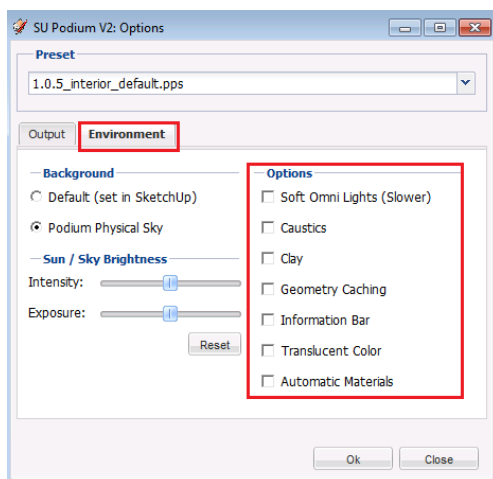 SU Podium V2: Options
Preset
1.0.5_interior_default.pps
Output Environment
Background
Default (set in SketchUp)
Podium Physical Sky
Sun / Sky Brightness
Intensity:
Exposure:
Reset
Options
Soft Omni Lights (Slower)
Caustics
Clay
Geometry Caching
Information Bar
Translucent Color
Automatic Materials
Ok Close